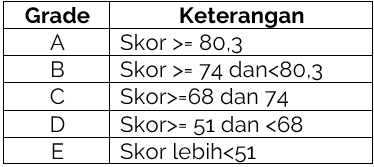 Grade Keterangan
A Skor >= 80,3
B Skor >= 74 dan<80,3
C Skor>=68 dan 74
D Skor>= 51 dan <68
E Skor lebih<51